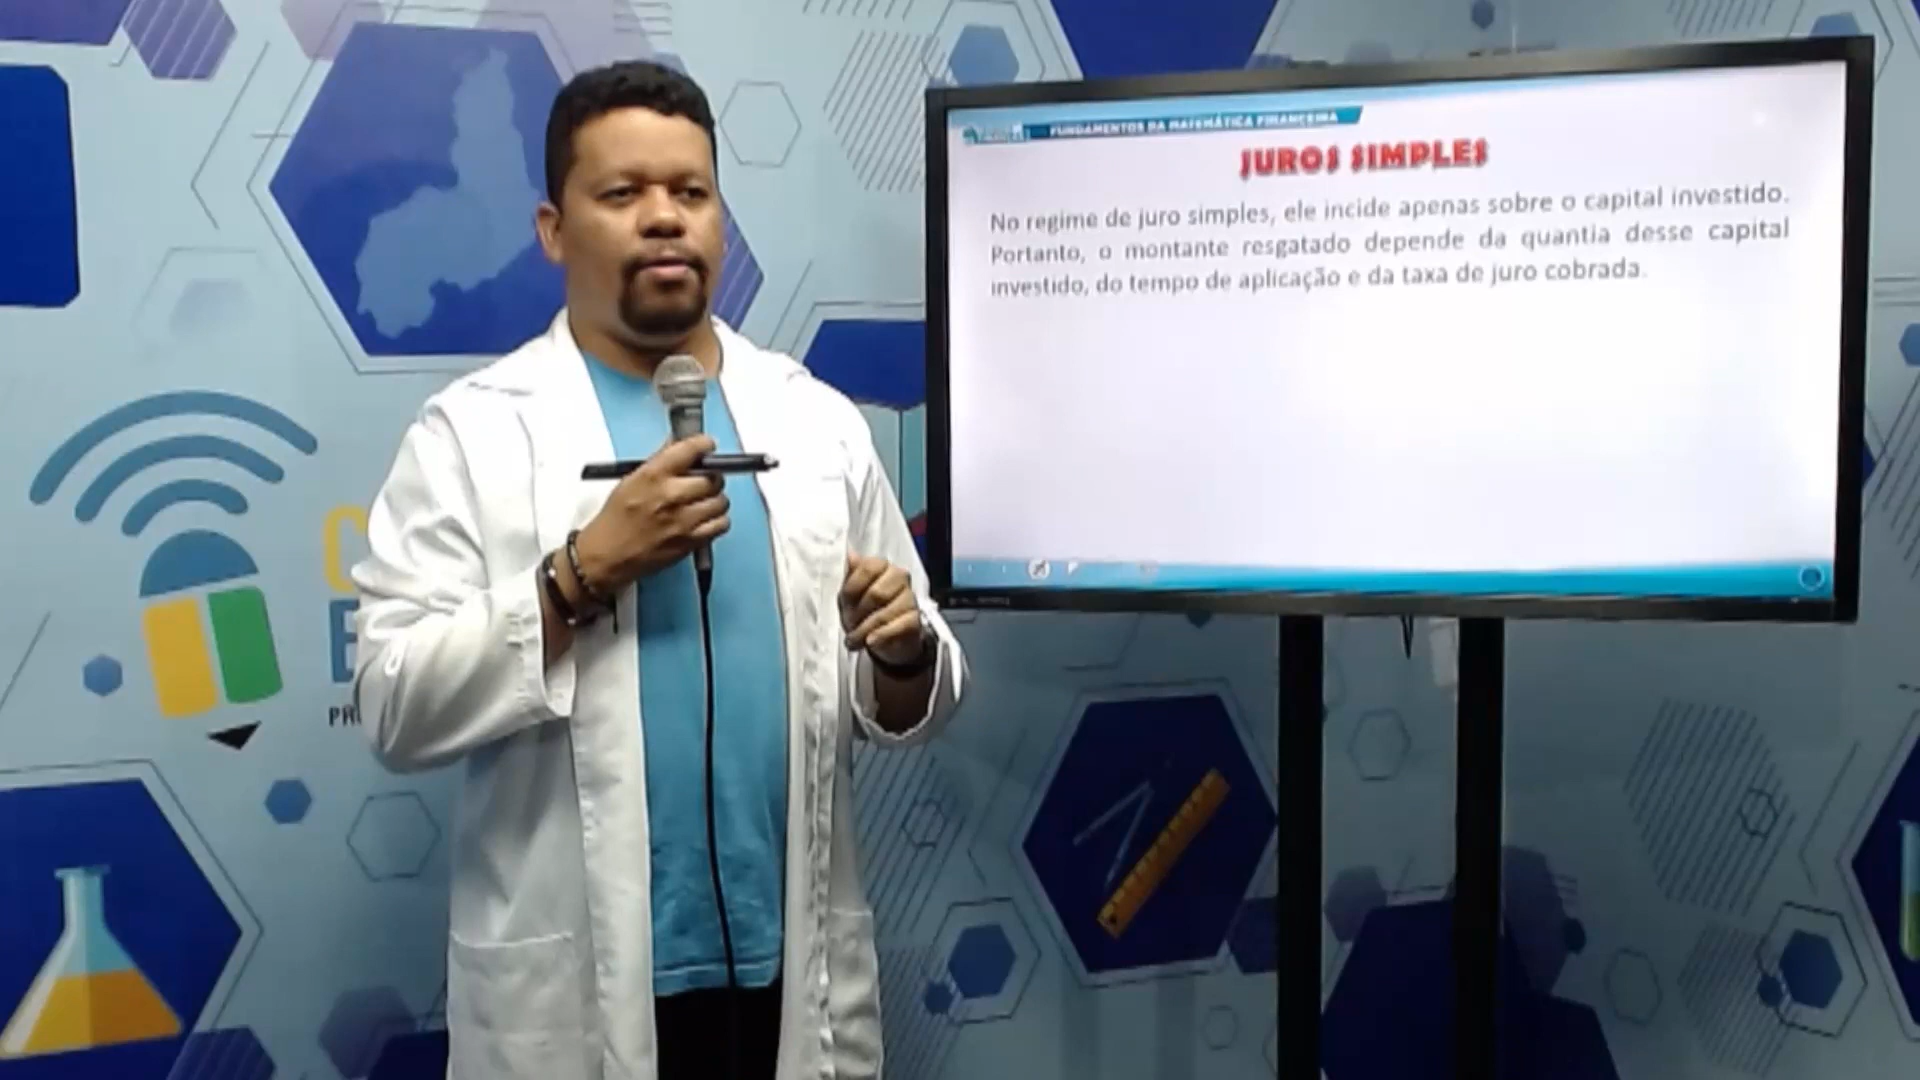 FUNDAMENTOS DA MATEMÁTICA FINANCEIRA
JUROS SIMPLES
No regime de juro simples, ele incide apenas sobre o capital investido.
Portanto, o montante resgatado depende da quantia desse capital
investido, do tempo de aplicação e da taxa de juro cobrada.